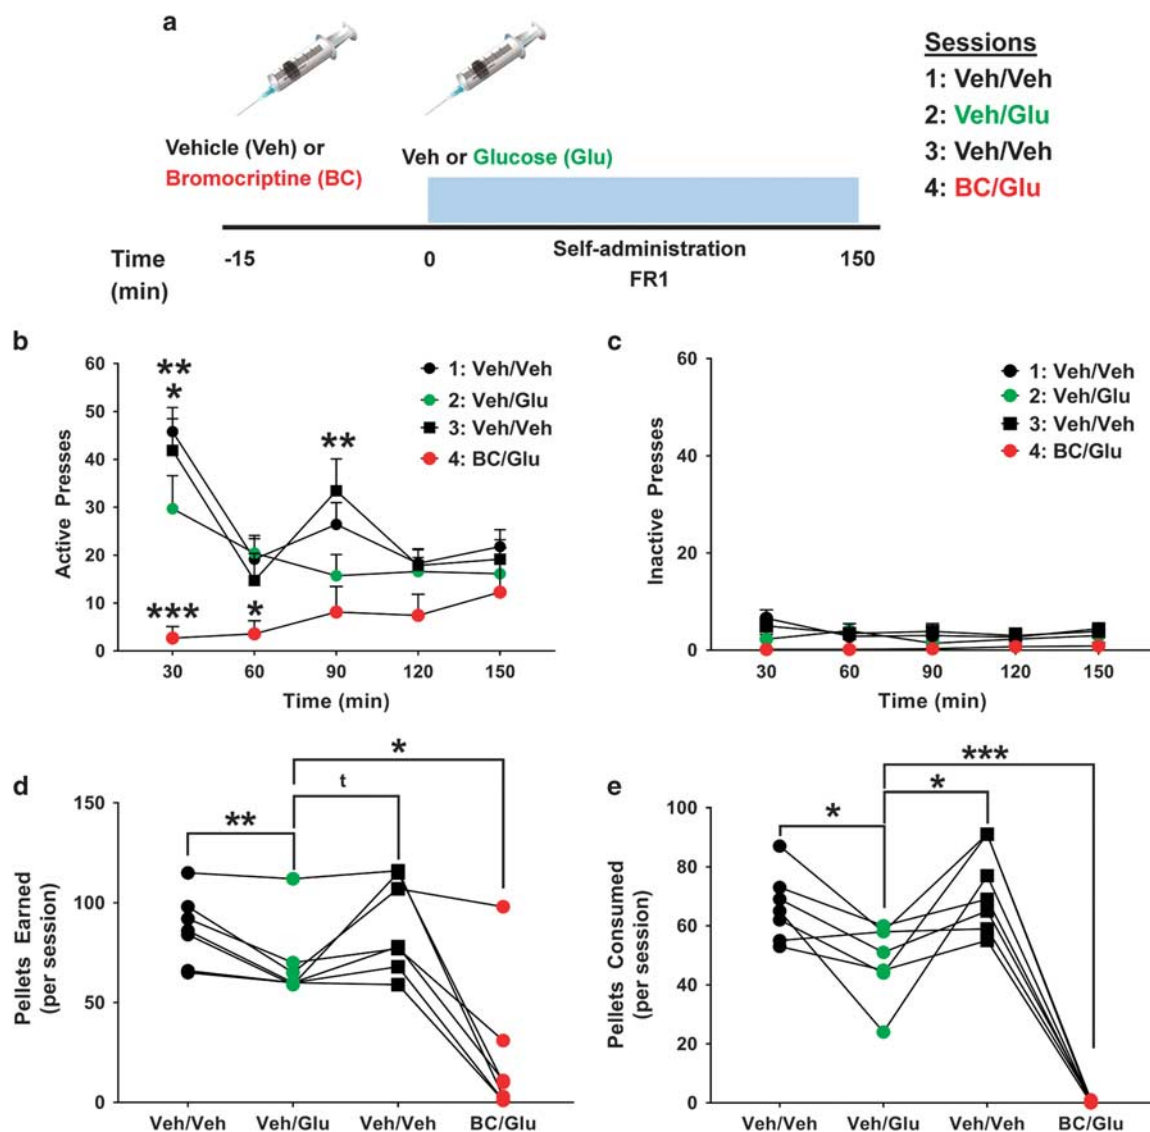 a
Vehicle (Veh) or
Bromocriptine (BC)
Veh or Glucose (Glu)
Time
(min)
-15
0
Self-administration
FR1
150
Sessions
1: Veh/Veh
2: Veh/Glu
3: Veh/Veh
4: BC/Glu
b
60
50
40
30
20
10
0
Active Presses
**
*
**
***
*
1: Veh/Veh
2: Veh/Glu
3: Veh/Veh
4: BC/Glu
30 60 90 120 150
Time (min)
c
60
40
20
0
Inactive Presses
1: Veh/Veh
2: Veh/Glu
3: Veh/Veh
4: BC/Glu
30 60 90 120 150
Time (min)
d
150
100
50
0
Pellets Earned
(per session)
*
t
**
Veh/Veh Veh/Glu Veh/Veh BC/Glu
e
100
80
60
40
20
0
Pellets Consumed
(per session)
***
*
*
Veh/Veh Veh/Glu Veh/Veh BC/Glu